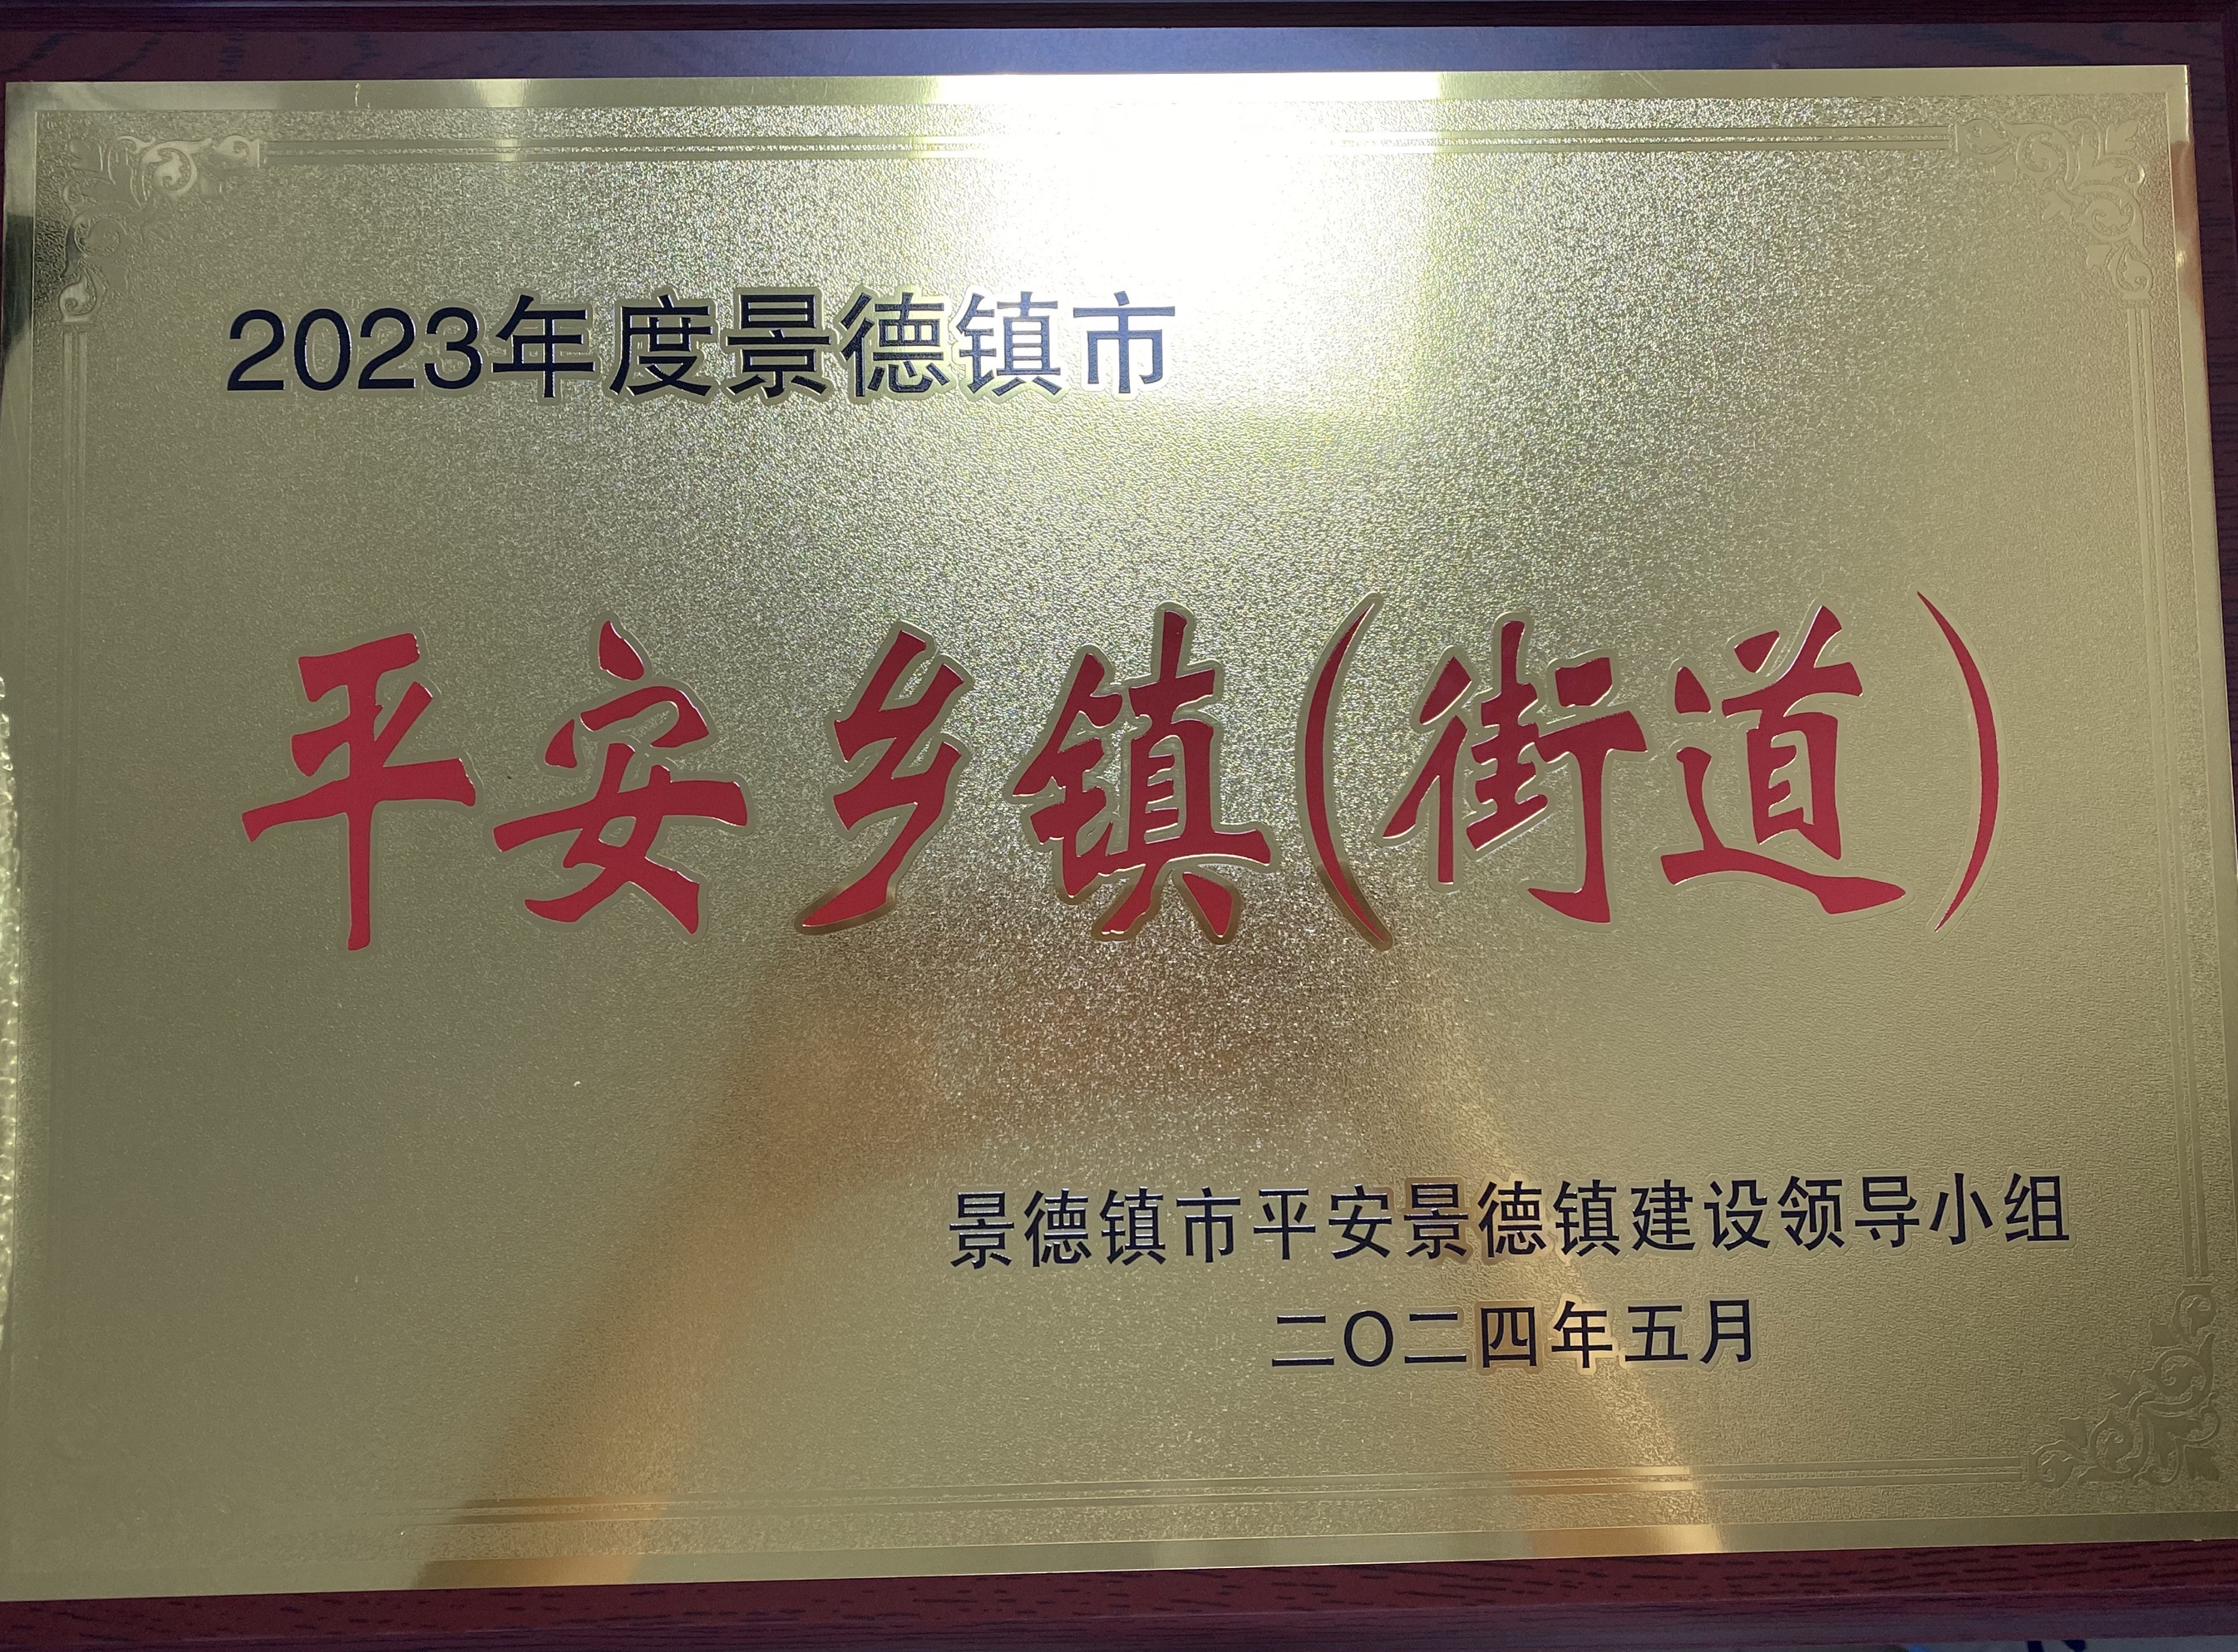 2023年度景德镇市
平安乡镇(街道)
景德镇市平安景德镇建设领导小组
二〇二四年五月